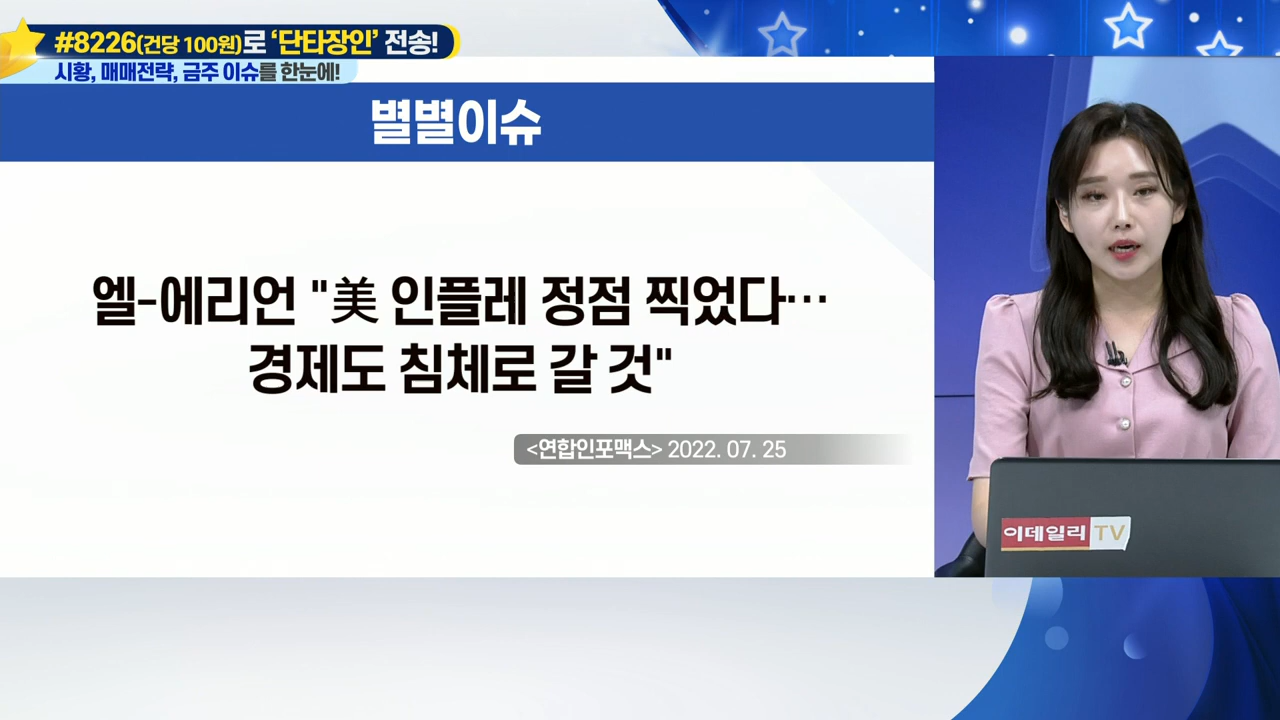 #8226(건당 100원)로 ‘단타장인’ 전송!
시황, 매매전략, 금주 이슈를 한눈에!
별별이슈
엘-에리언 "美 인플레 정점 찍었다…
경제도 침체로 갈 것"
<연합인포맥스> 2022. 07. 25
이데일리 TV